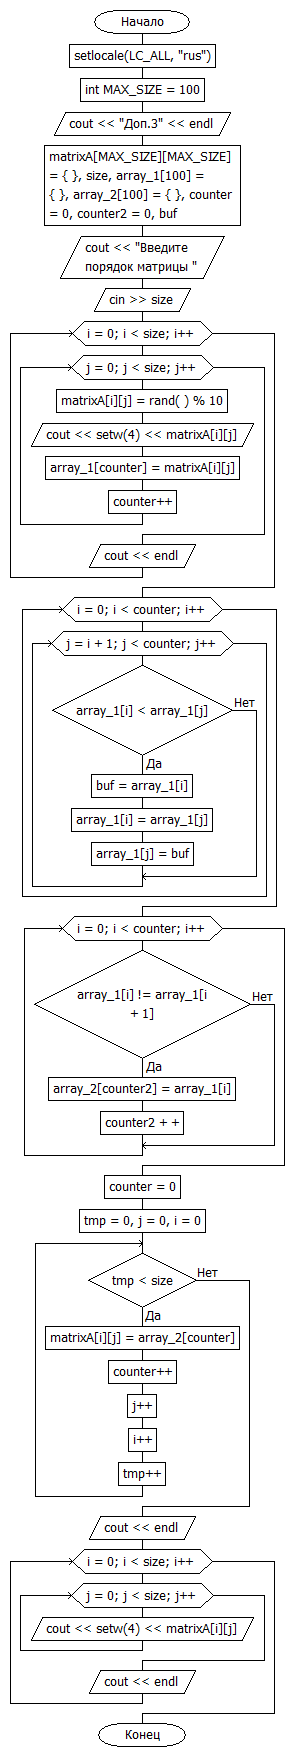 Начало
setlocale(LC_ALL, "rus")
int MAX_SIZE = 100
cout << "Доп.3" << endl
matrixA[MAX_SIZE][MAX_SIZE]
= { }, size, array_1[100] =
{ }, array_2[100] = { }, counter
= 0, counter2 = 0, buf
cout << "Введите
порядок матрицы "
cin >> size
i = 0; i < size; i++
j = 0; j < size; j++
matrixA[i][j] = rand( ) % 10
cout << setw(4) << matrixA[i][j]
array_1[counter] = matrixA[i][j]
counter++
cout << endl
i = 0; i < counter; i++
j = i + 1; j < counter; j++
array_1[i] < array_1[j]
Нет
Да
buf = array_1[i]
array_1[i] = array_1[j]
array_1[j] = buf
i = 0; i < counter; i++
array_1[i] != array_1[i
+ 1]
Нет
Да
array_2[counter2] = array_1[i]
counter2 + +
counter = 0
tmp = 0, j = 0, i = 0
tmp < size
Нет
Да
matrixA[i][j] = array_2[counter]
counter++
j++
i++
tmp++
cout << endl
i = 0; i < size; i++
j = 0; j < size; j++
cout << setw(4) << matrixA[i][j]
cout << endl
Конец